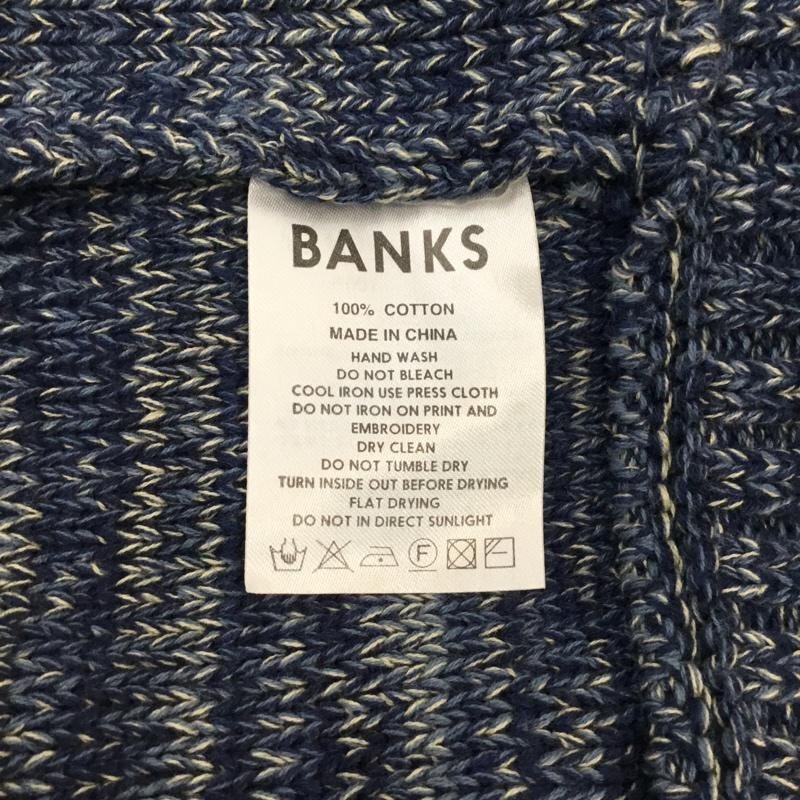 BANKS
100% COTTON
MADE IN CHINA
HAND WASH
DO NOT BLEACH
COOL IRON USE PRESS CLOTH
DO NOT IRON ON PRINT AND
EMBROIDERY
DRY CLEAN
DO NOT TUMBLE DRY
TURN INSIDE OUT BEFORE DRYING
FLAT DRYING
DO NOT IN DIRECT SUNLIGHT
F